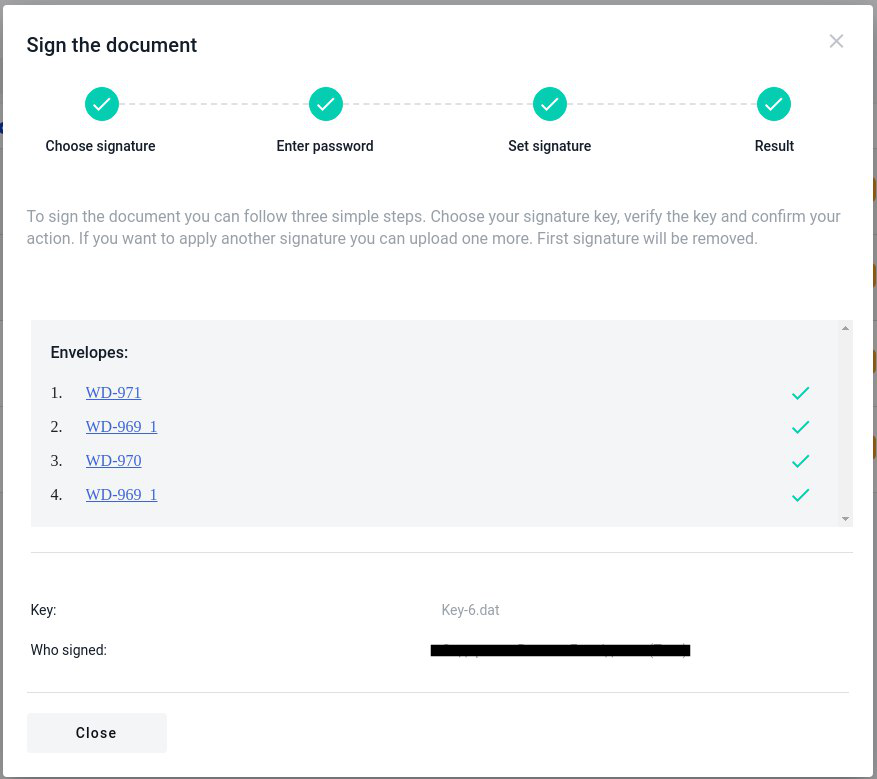 Sign the document
Choose signature
Enter password
Set signature
Result
To sign the document you can follow three simple steps. Choose your signature key, verify the key and confirm your
action. If you want to apply another signature you can upload one more. First signature will be removed.
Envelopes:
1. WD-971
2. WD-969_1
3. WD-970
4. WD-969_1
Key: Key-6.dat
Who signed:
Close